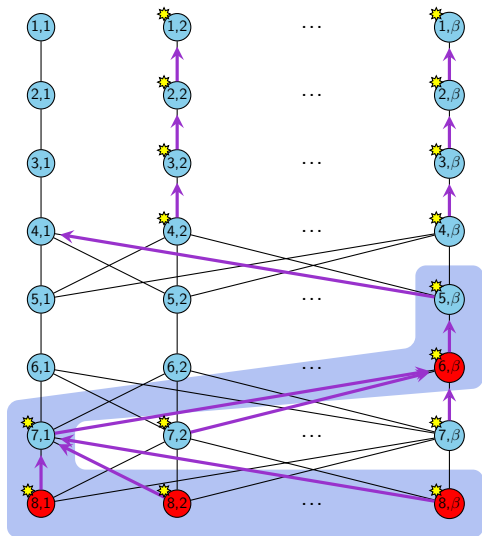 1,1 1,2 ... 1,β
2,1 2,2 ... 2,β
3,1 3,2 ... 3,β
4,1 4,2 ... 4,β
5,1 5,2 ... 5,β
6,1 6,2 ... 6,β
7,1 7,2 ... 7,β
8,1 8,2 ... 8,β